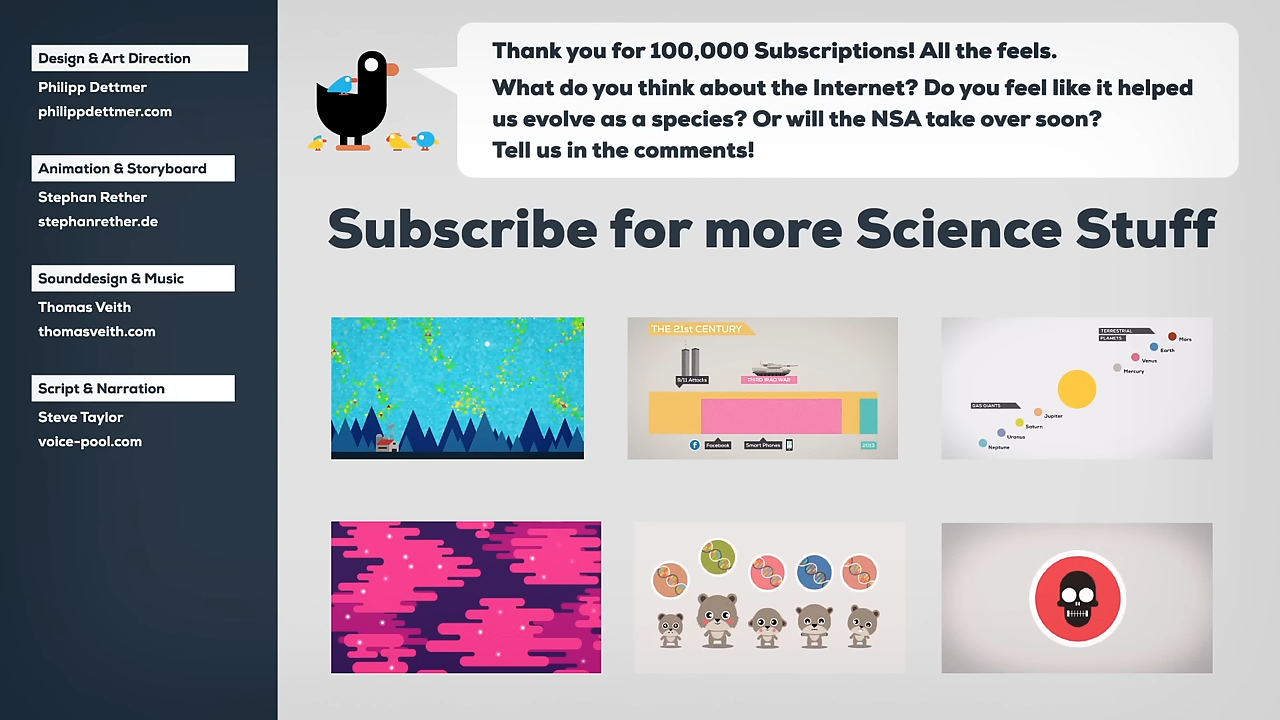 Design & Art Direction
Philipp Dettmer
philippdettmer.com
Animation & Storyboard
Stephan Rether
stephanrether.de
Sounddesign & Music
Thomas Veith
thomasveith.com
Script & Narration
Steve Taylor
voice-pool.com
Thank you for 100,000 Subscriptions! All the feels.
What do you think about the Internet? Do you feel like it helped
us evolve as a species? Or will the NSA take over soon?
Tell us in the comments!
Subscribe for more Science Stuff
THE 21st CENTURY
9/11 Attacks
THIRD IRAQ WAR
f
Facebook
Smart Phones
2013
TERRESTRIAL
PLANETS
Mars
Earth
Venus
Mercury
GAS GIANTS
Jupiter
Saturn
Uranus
Neptune